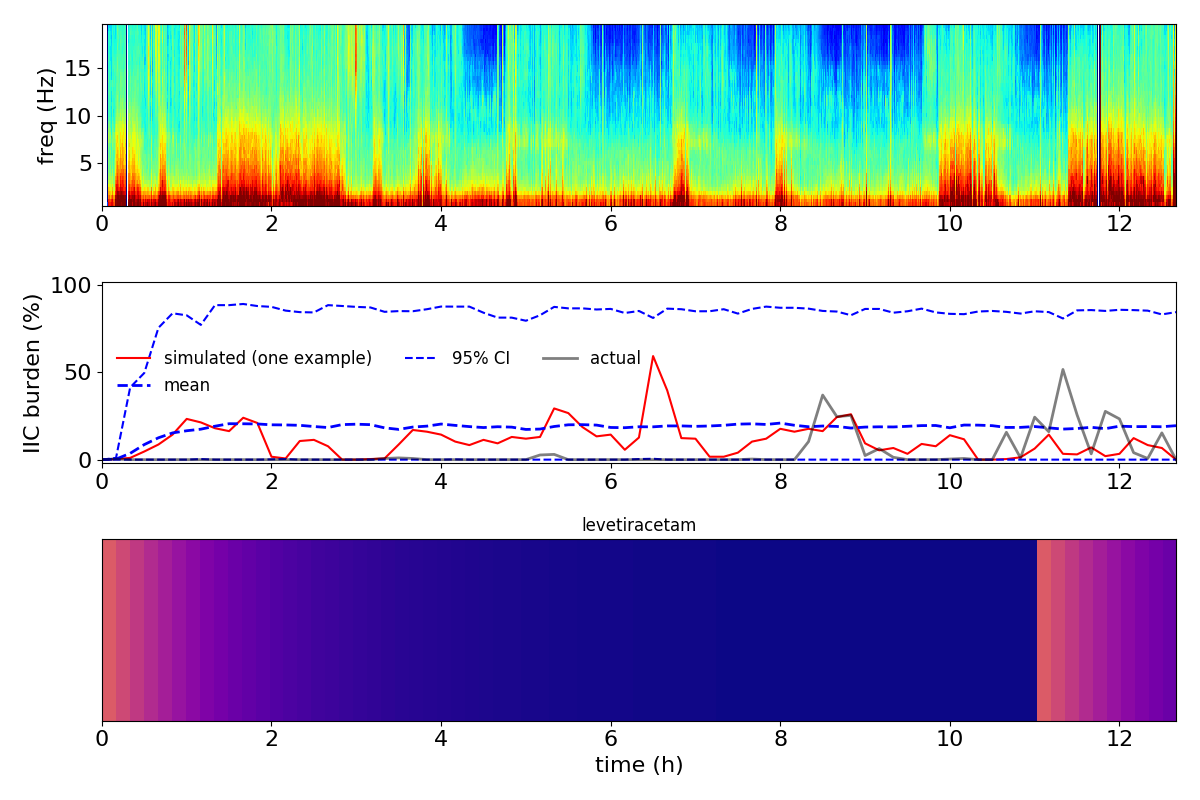 freq (Hz)
15
10
5
0 2 4 6 8 10 12
IIC burden (%)
100
50
0
simulated (one example) 95% CI actual
mean
0 2 4 6 8 10 12
levetiracetam
0 2 4 6 8 10 12
time (h)